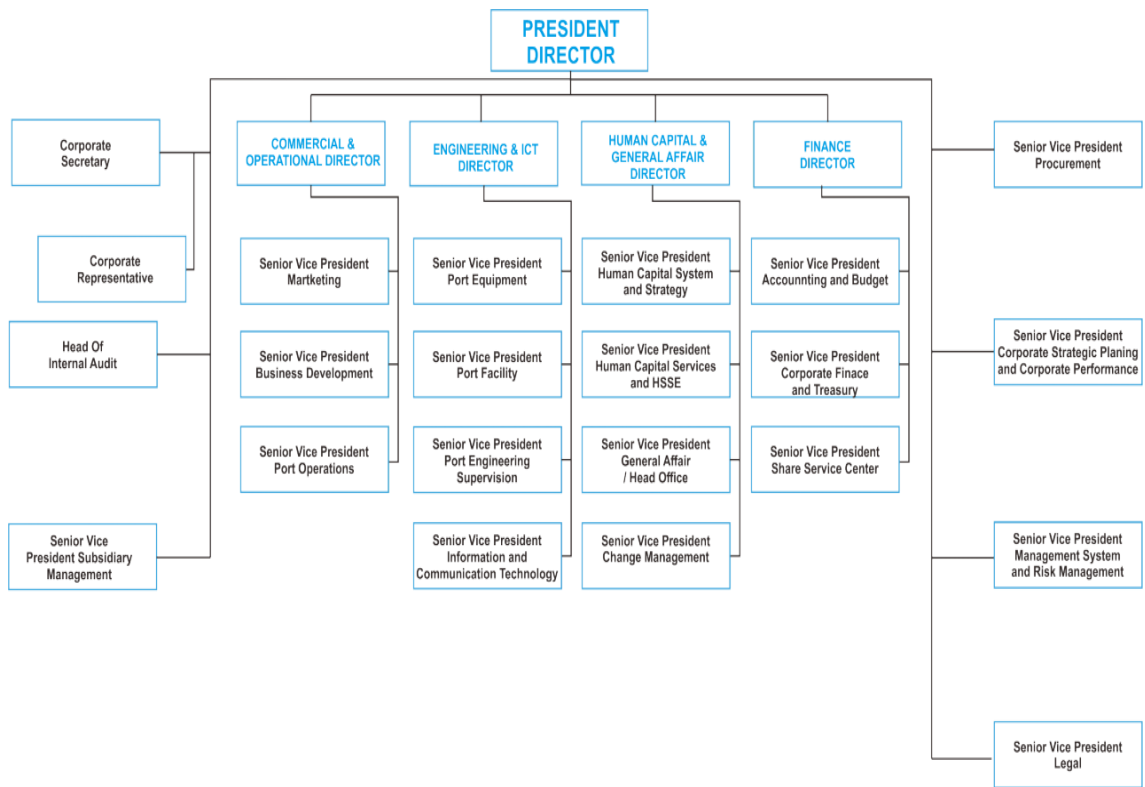 PRESIDENT
DIRECTOR
Corporate
Secretary
COMMERCIAL &
OPERATIONAL DIRECTOR
ENGINEERING & ICT
DIRECTOR
HUMAN CAPITAL &
GENERAL AFFAIR
DIRECTOR
FINANCE
DIRECTOR
Senior Vice President
Procurement
Corporate
Representative
Senior Vice President
Martketing
Senior Vice President
Port Equipment
Senior Vice President
Human Capital System
and Strategy
Senior Vice President
Accounnting and Budget
Head Of
Internal Audit
Senior Vice President
Business Development
Senior Vice President
Port Facility
Senior Vice President
Human Capital Services
and HSSE
Senior Vice President
Corporate Finace
and Treasury
Senior Vice President
Corporate Strategic Planing
and Corporate Performance
Senior Vice President
Port Operations
Senior Vice President
Port Engineering
Supervision
Senior Vice President
General Affair
/ Head Office
Senior Vice President
Share Service Center
Senior Vice
President Subsidiary
Management
Senior Vice President
Information and
Communication Technology
Senior Vice President
Change Management
Senior Vice President
Management System
and Risk Management
Senior Vice President
Legal